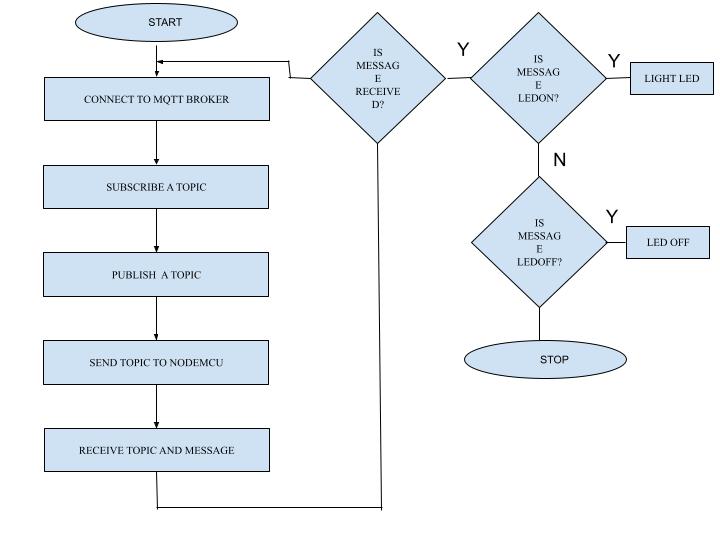 START
CONNECT TO MQTT BROKER
SUBSCRIBE A TOPIC
PUBLISH A TOPIC
SEND TOPIC TO NODEMCU
RECEIVE TOPIC AND MESSAGE
IS
MESSAG
E
RECEIVE
D?
Y
IS
MESSAG
E
LEDON?
Y
LIGHT LED
N
IS
MESSAG
E
LEDOFF?
Y
LED OFF
STOP